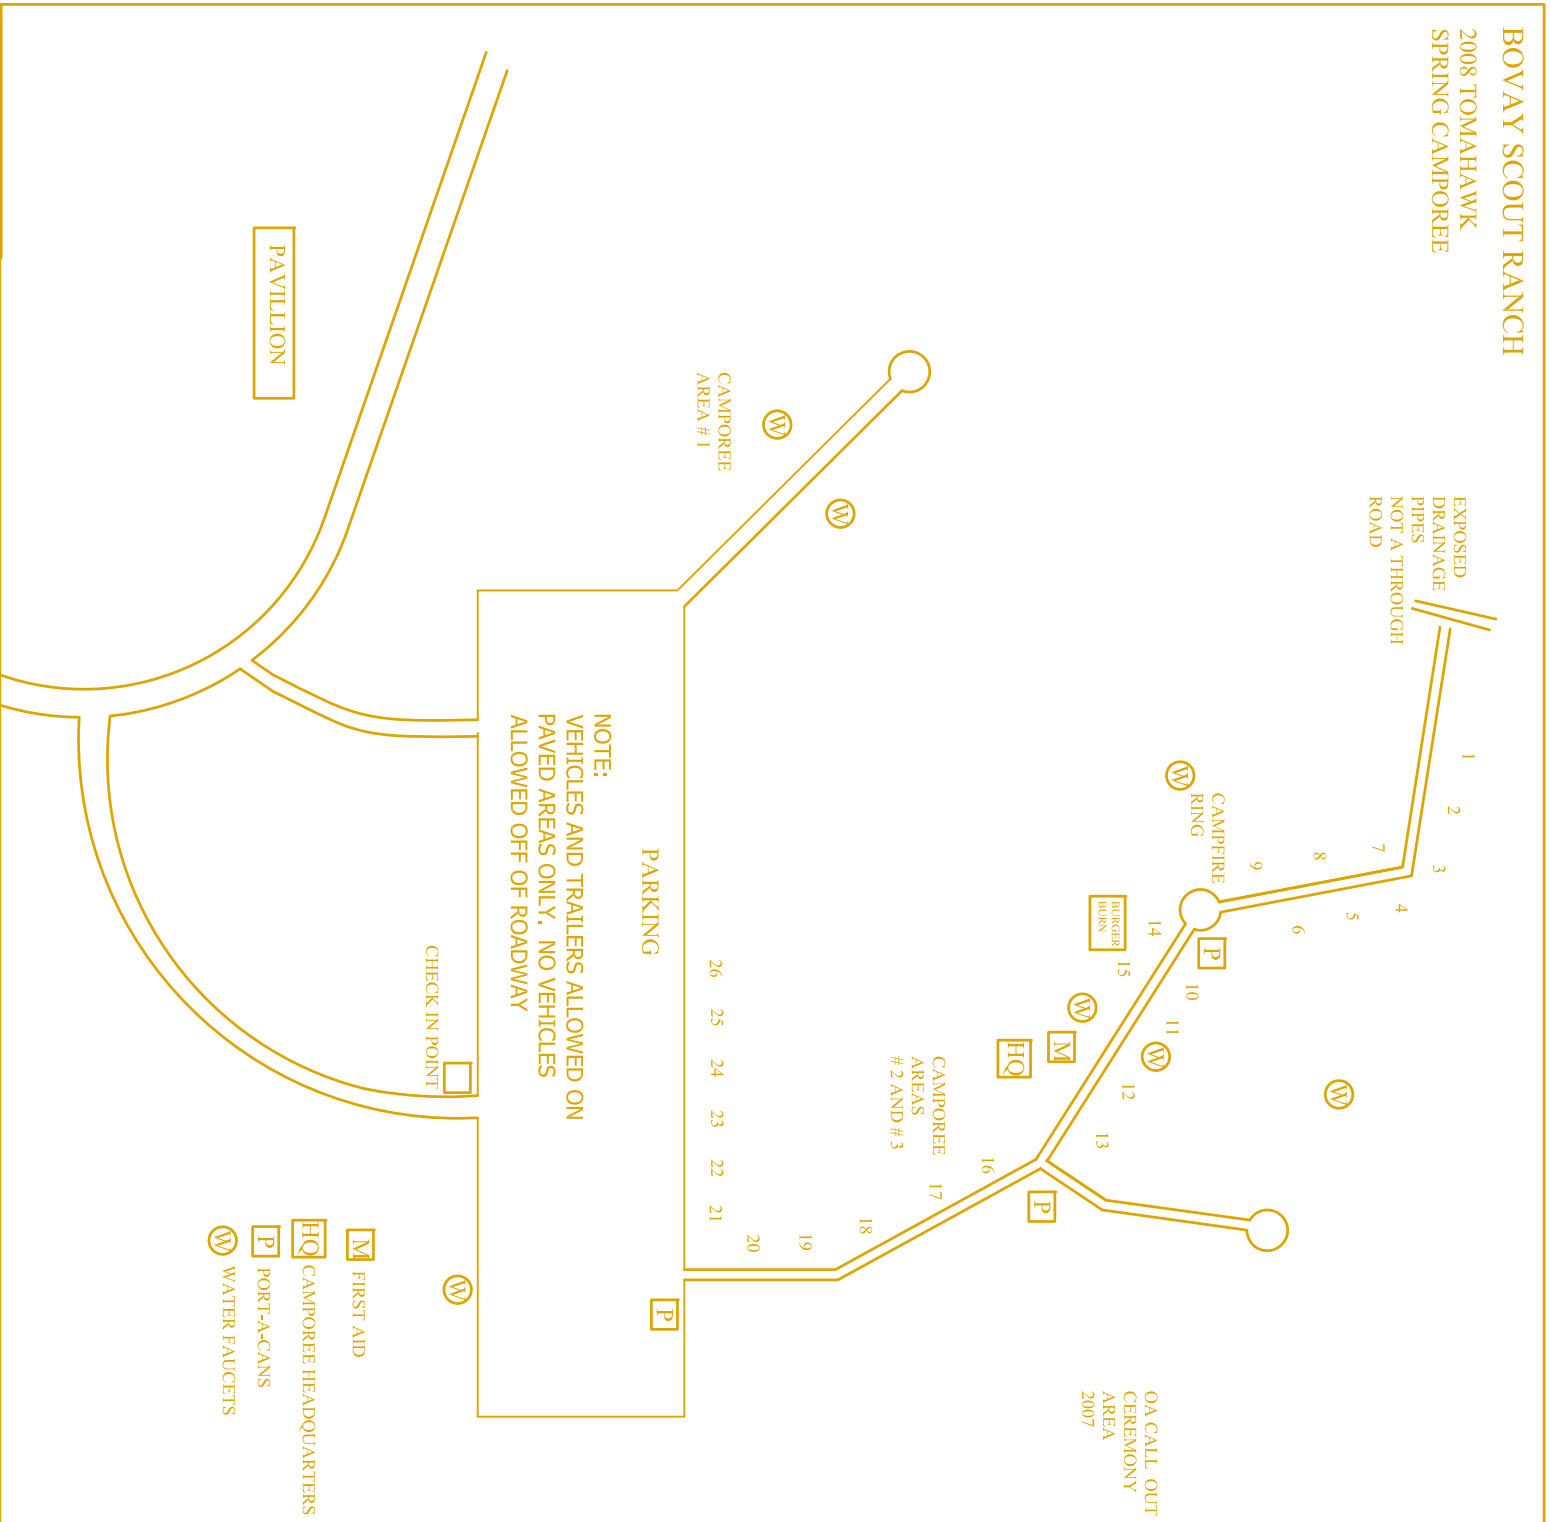 BOVAY SCOUT RANCH
2008 TOMAHAWK
SPRING CAMPOREE
EXPOSED
DRAINAGE
PIPES
NOT A THROUGH
ROAD
1
2
3
4
5
6
7
8
9
CAMPFIRE
RING
W
P
BURGER
BURN
14
15
10
11
W
W
12
13
W
M
HQ
CAMPOREE
AREAS
# 2 AND # 3
16
17
18
19
20
P
OA CALL OUT
CEREMONY
AREA
2007
CAMPOREE
AREA # 1
W
W
26
25
24
23
22
21
PARKING
P
NOTE:
VEHICLES AND TRAILERS ALLOWED ON
PAVED AREAS ONLY. NO VEHICLES
ALLOWED OFF OF ROADWAY
CHECK IN POINT
W
PAVILLION
M FIRST AID
HQ CAMPOREE HEADQUARTERS
P PORT-A-CANS
W WATER FAUCETS